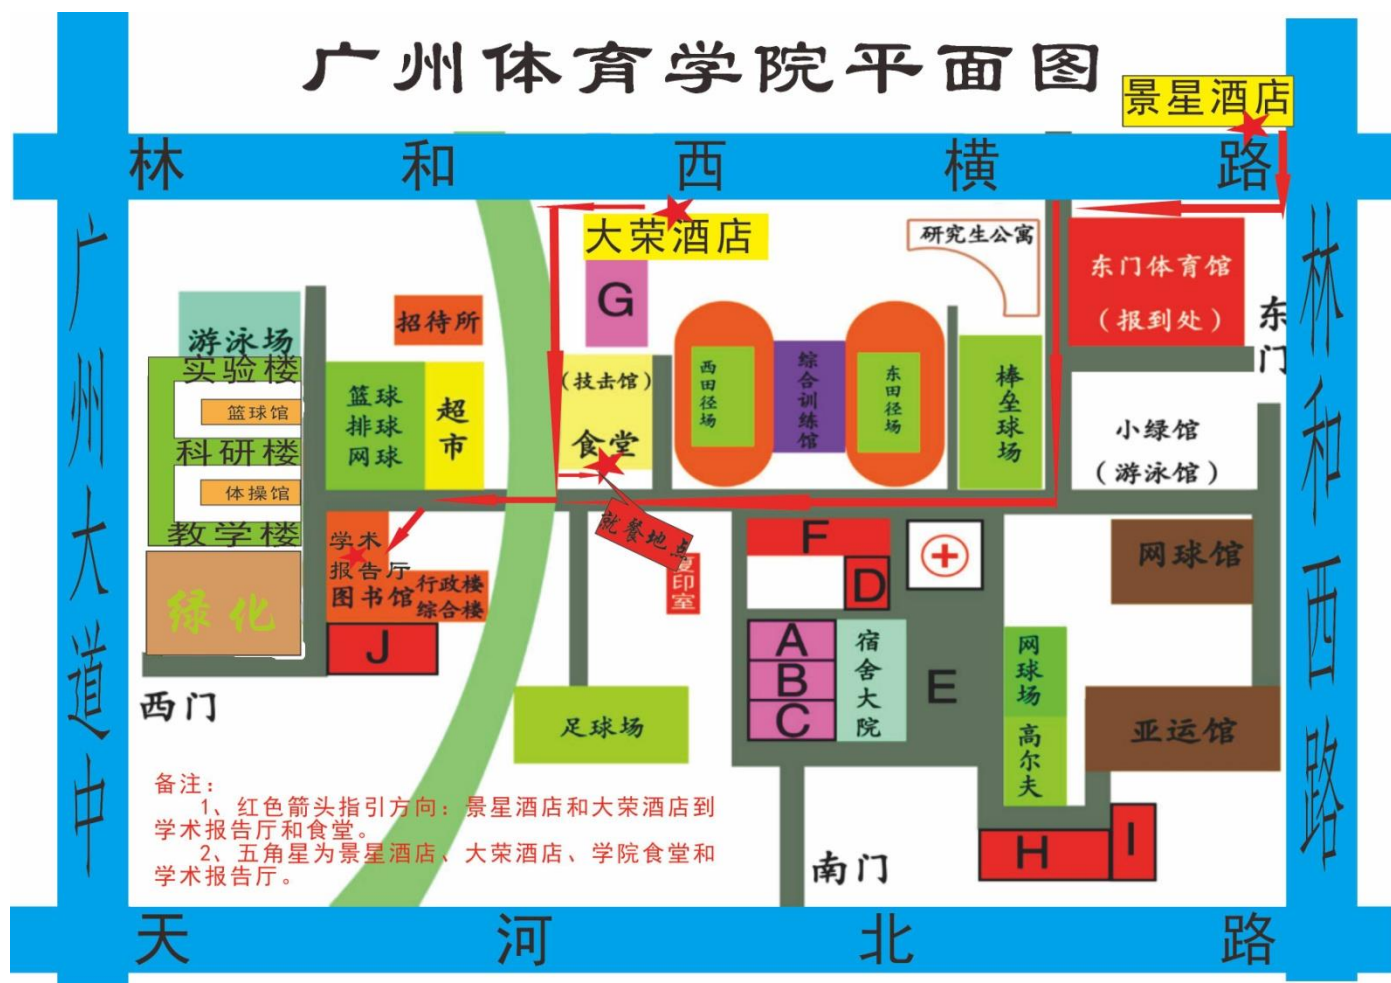 广州体育学院平面图
景星酒店
林和西横路
广州大道中
林和西路
大荣酒店
研究生公寓
东门体育馆
（报到处）
东门
G
招待所
游泳场
实验楼
篮球馆
科研楼
体操馆
教学楼
绿化
篮球
排球
网球
超市
（技击馆）
食堂
西田径场
综合训练馆
东田径场
棒垒球场
小绿馆
（游泳馆）
就餐地点
复印室
学术
报告厅
图书馆
行政楼
综合楼
J
F
D
A
B
C
宿舍大院
E
网球馆
网球场
高尔夫
亚运馆
足球场
西门
南门
H
I
备注：
1、红色箭头指引方向：景星酒店和大荣酒店到
学术报告厅和食堂。
2、五角星为景星酒店、大荣酒店、学院食堂和
学术报告厅。
天河北路